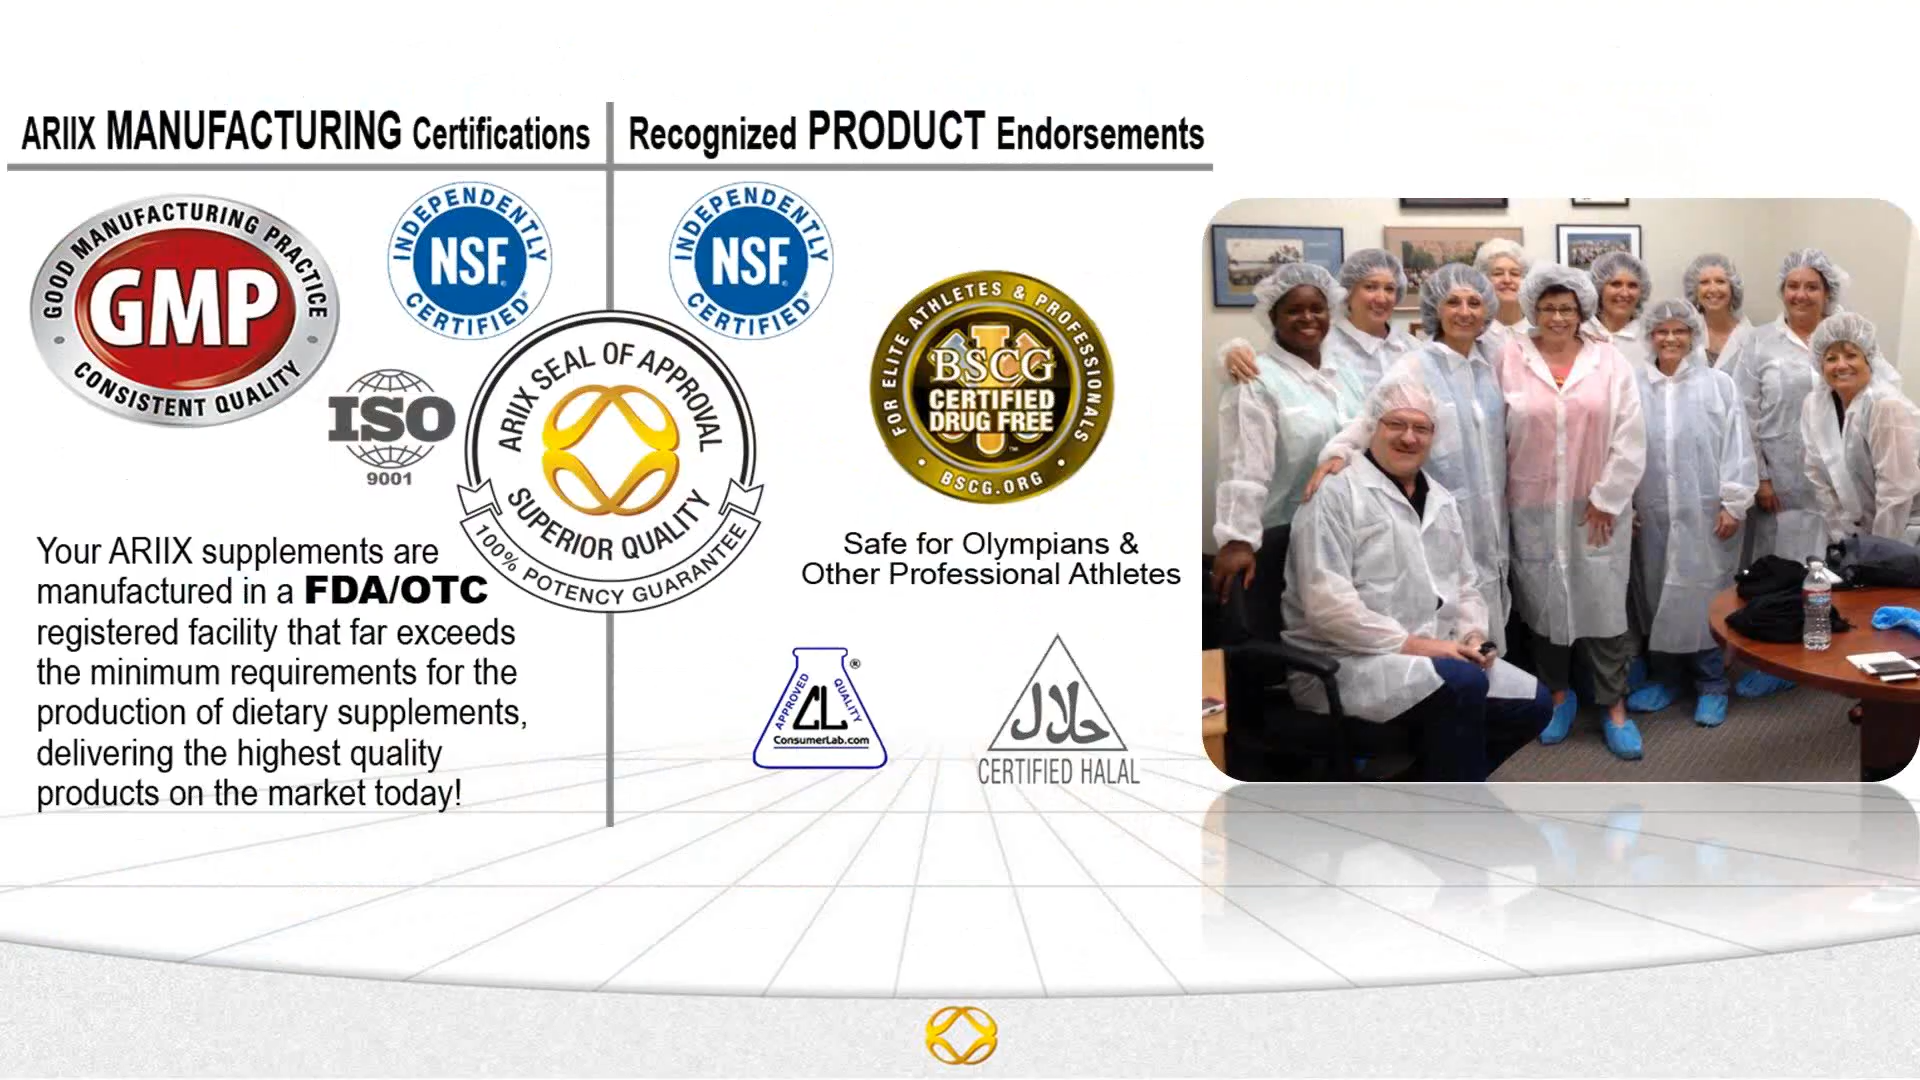 ARIIX MANUFACTURING Certifications
Recognized PRODUCT Endorsements
GOOD MANUFACTURING PRACTICE
GMP
CONSISTENT QUALITY
INDEPENDENTLY
NSF®
CERTIFIED®
ISO
9001
ARIIX SEAL OF APPROVAL
SUPERIOR QUALITY
100% POTENCY GUARANTEE
Your ARIIX supplements are
manufactured in a FDA/OTC
registered facility that far exceeds
the minimum requirements for the
production of dietary supplements,
delivering the highest quality
products on the market today!
INDEPENDENTLY
NSF®
CERTIFIED®
FOR ELITE ATHLETES & PROFESSIONALS
BSCG
CERTIFIED
DRUG FREE™
BSCG.ORG
Safe for Olympians &
Other Professional Athletes
APPROVED QUALITY ®
CL
ConsumerLab.com
حلال
CERTIFIED HALAL